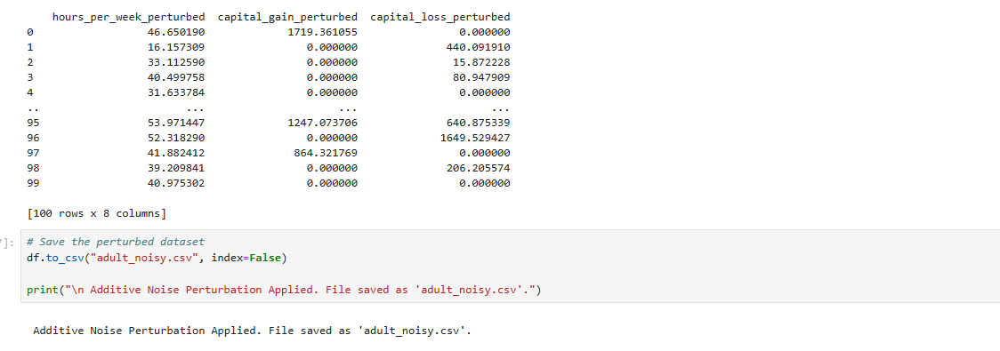 hours_per_week_perturbed  capital_gain_perturbed  capital_loss_perturbed
0                  46.650190             1719.361055                0.000000
1                  16.157309                0.000000              440.091910
2                  33.112590                0.000000               15.872228
3                  40.499758                0.000000               80.947909
4                  31.633784                0.000000                0.000000
..                       ...                     ...                     ...
95                 53.971447             1247.073706              640.875339
96                 52.318290                0.000000             1649.529427
97                 41.882412              864.321769                0.000000
98                 39.209841                0.000000              206.205574
99                 40.975302                0.000000                0.000000
[100 rows x 8 columns]
]: # Save the perturbed dataset
df.to_csv("adult_noisy.csv", index=False)
print("\n Additive Noise Perturbation Applied. File saved as 'adult_noisy.csv'.")
Additive Noise Perturbation Applied. File saved as 'adult_noisy.csv'.